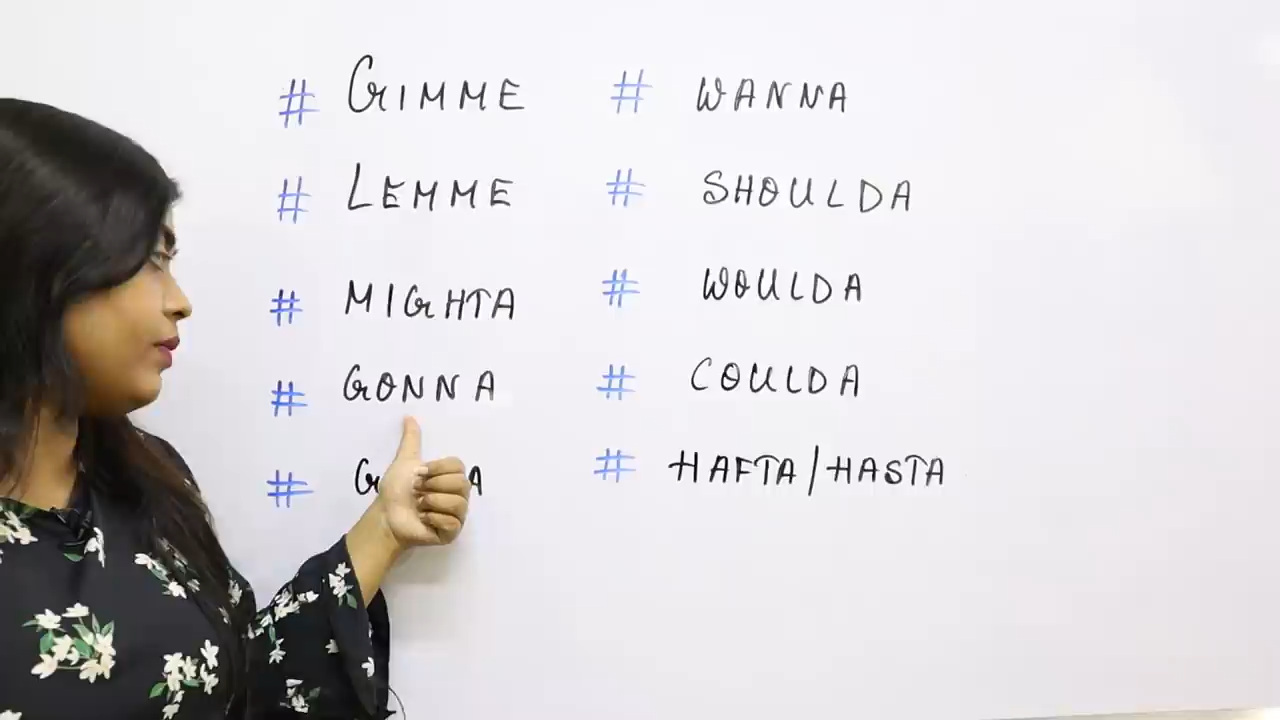 # GIMME
# LEMME
# MIGHTA
# GONNA
#
# WANNA
# SHOULDA
# WOULDA
# COULDA
# HAFTA/HASTA